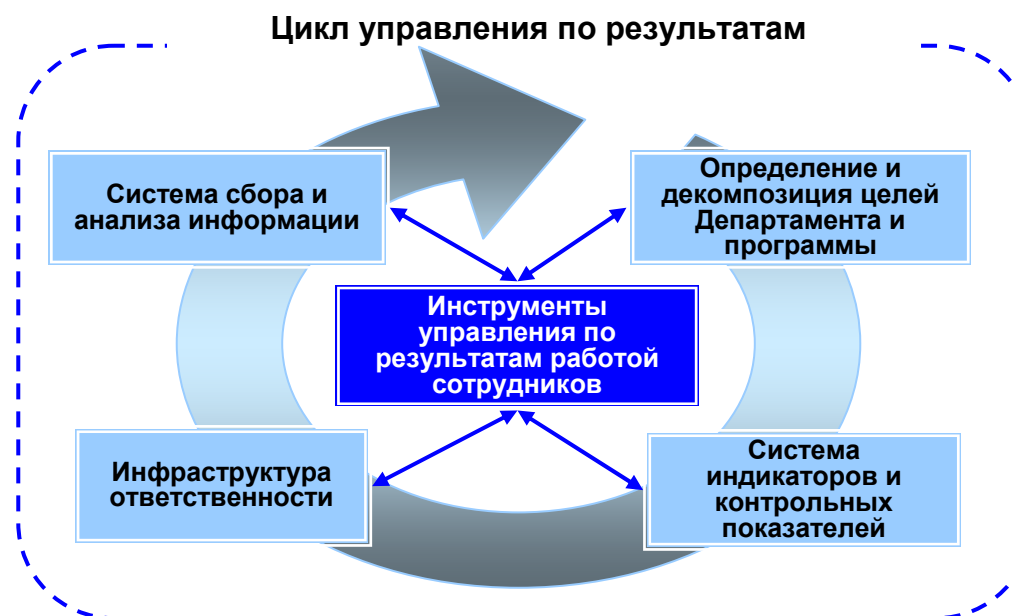 Цикл управления по результатам
Система сбора и
анализа информации
Определение и
декомпозиция целей
Департамента и
программы
Инструменты
управления по
результатам работой
сотрудников
Инфраструктура
ответственности
Система
индикаторов и
контрольных
показателей